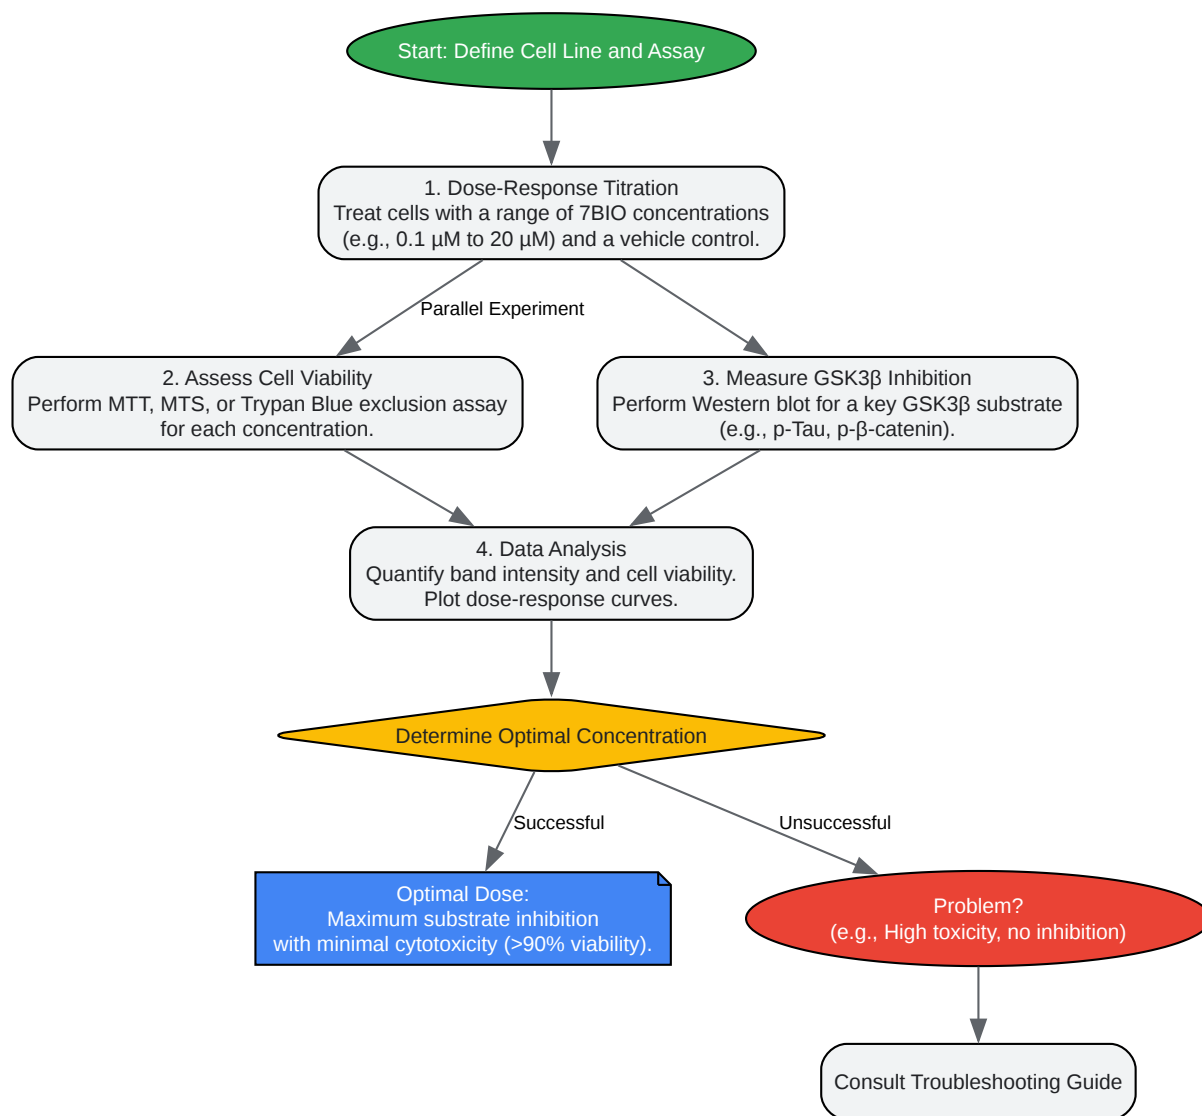 Start: Define Cell Line and Assay
1. Dose-Response Titration
Treat cells with a range of 7BIO concentrations
(e.g., 0.1 µM to 20 µM) and a vehicle control.
Parallel Experiment
2. Assess Cell Viability
Perform MTT, MTS, or Trypan Blue exclusion assay
for each concentration.
3. Measure GSK3β Inhibition
Perform Western blot for a key GSK3β substrate
(e.g., p-Tau, p-β-catenin).
4. Data Analysis
Quantify band intensity and cell viability.
Plot dose-response curves.
Determine Optimal Concentration
Successful
Unsuccessful
Optimal Dose:
Maximum substrate inhibition
with minimal cytotoxicity (>90% viability).
Problem?
(e.g., High toxicity, no inhibition)
Consult Troubleshooting Guide